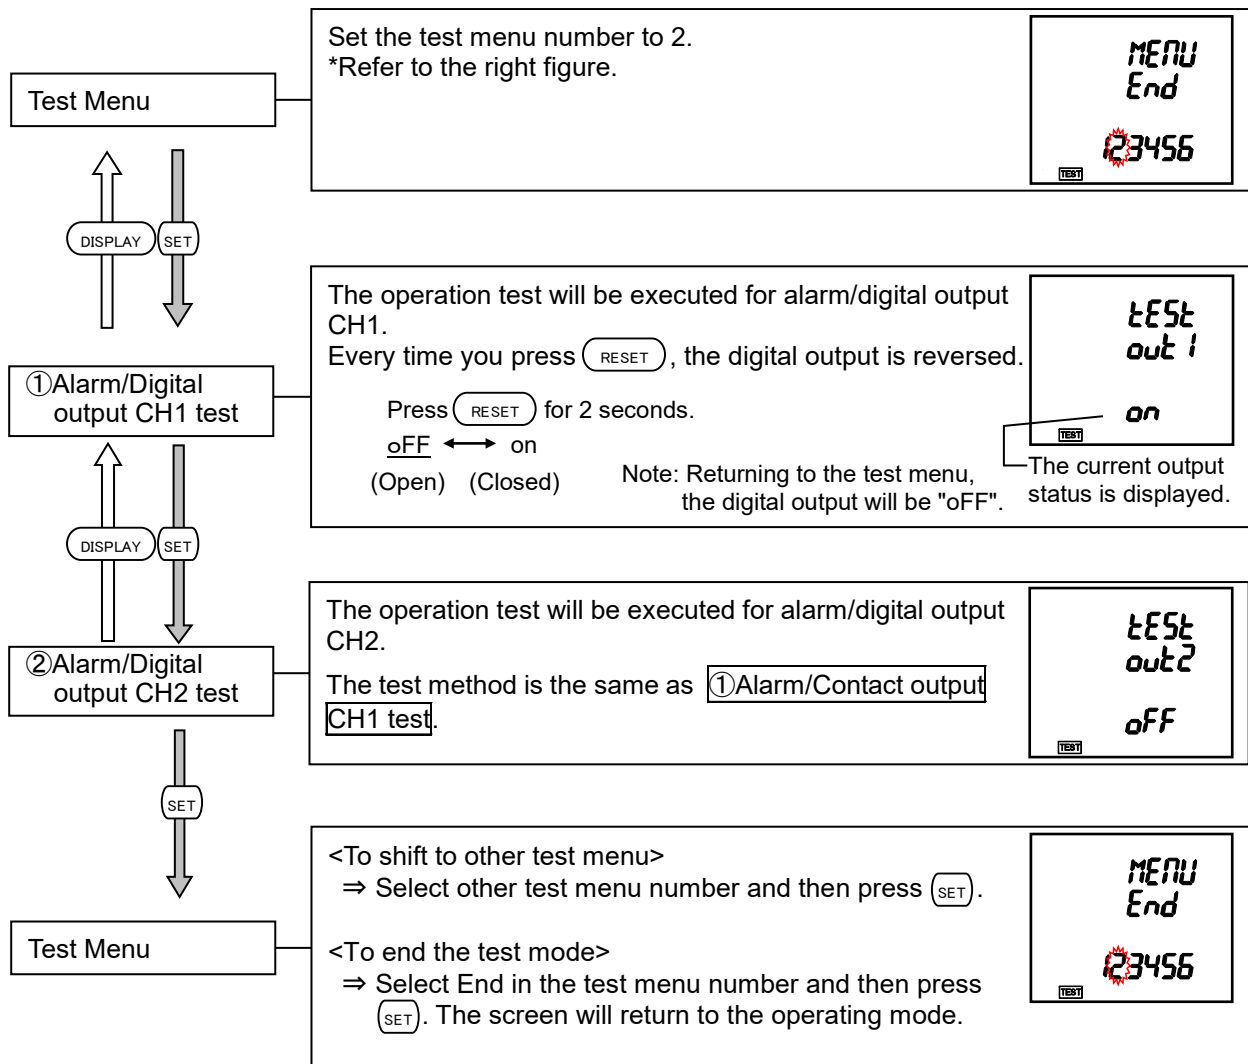 Set the test menu number to 2.
*Refer to the right figure.
MENU
End
123456
TEST
Test Menu
DISPLAY
SET
The operation test will be executed for alarm/digital output
CH1.
Every time you press RESET , the digital output is reversed.
Press RESET for 2 seconds.
oFF ⟷ on
(Open) (Closed)
Note: Returning to the test menu,
the digital output will be "oFF".
tESt
out 1
on
TEST
The current output
status is displayed.
①Alarm/Digital
output CH1 test
DISPLAY
SET
The operation test will be executed for alarm/digital output
CH2.
The test method is the same as ①Alarm/Contact output
CH1 test.
tESt
out2
oFF
TEST
②Alarm/Digital
output CH2 test
SET
<To shift to other test menu>
⇒ Select other test menu number and then press SET.
<To end the test mode>
⇒ Select End in the test menu number and then press
SET. The screen will return to the operating mode.
MENU
End
123456
TEST
Test Menu